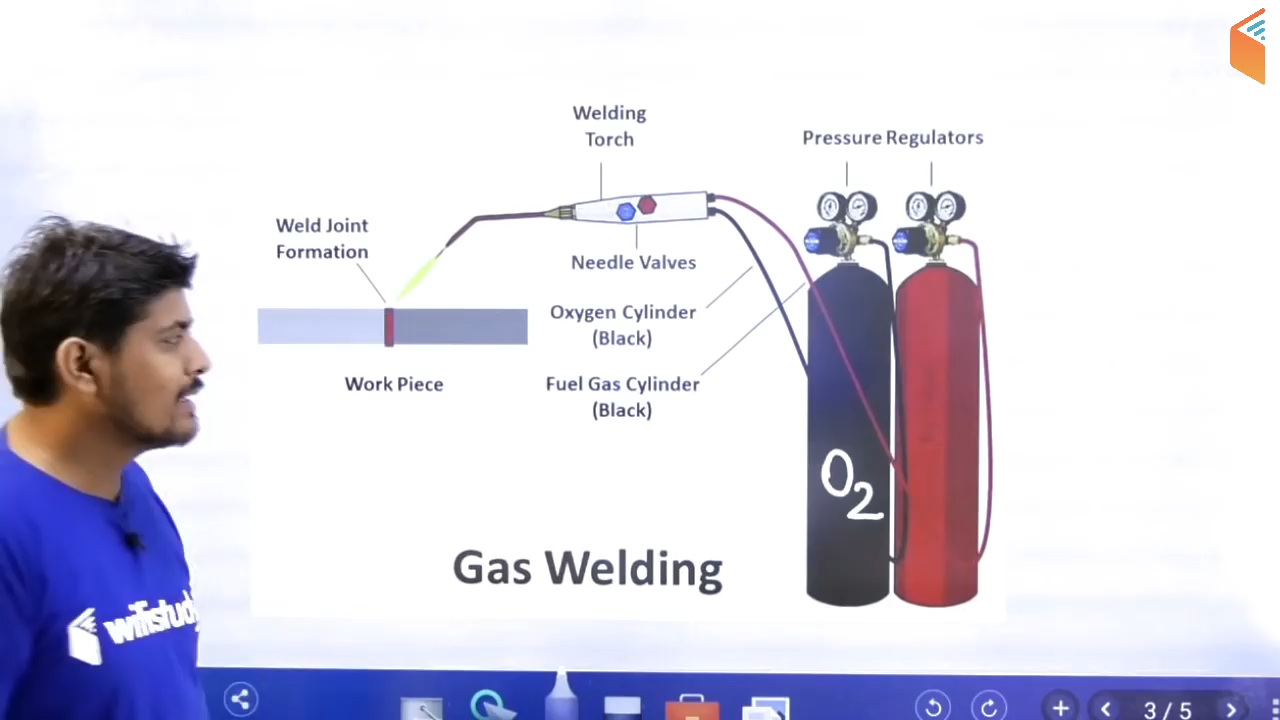 Welding
Torch
Pressure Regulators
Weld Joint
Formation
Needle Valves
Oxygen Cylinder
(Black)
Work Piece
Fuel Gas Cylinder
(Black)
O2
Gas Welding
wifistudy
3 / 5